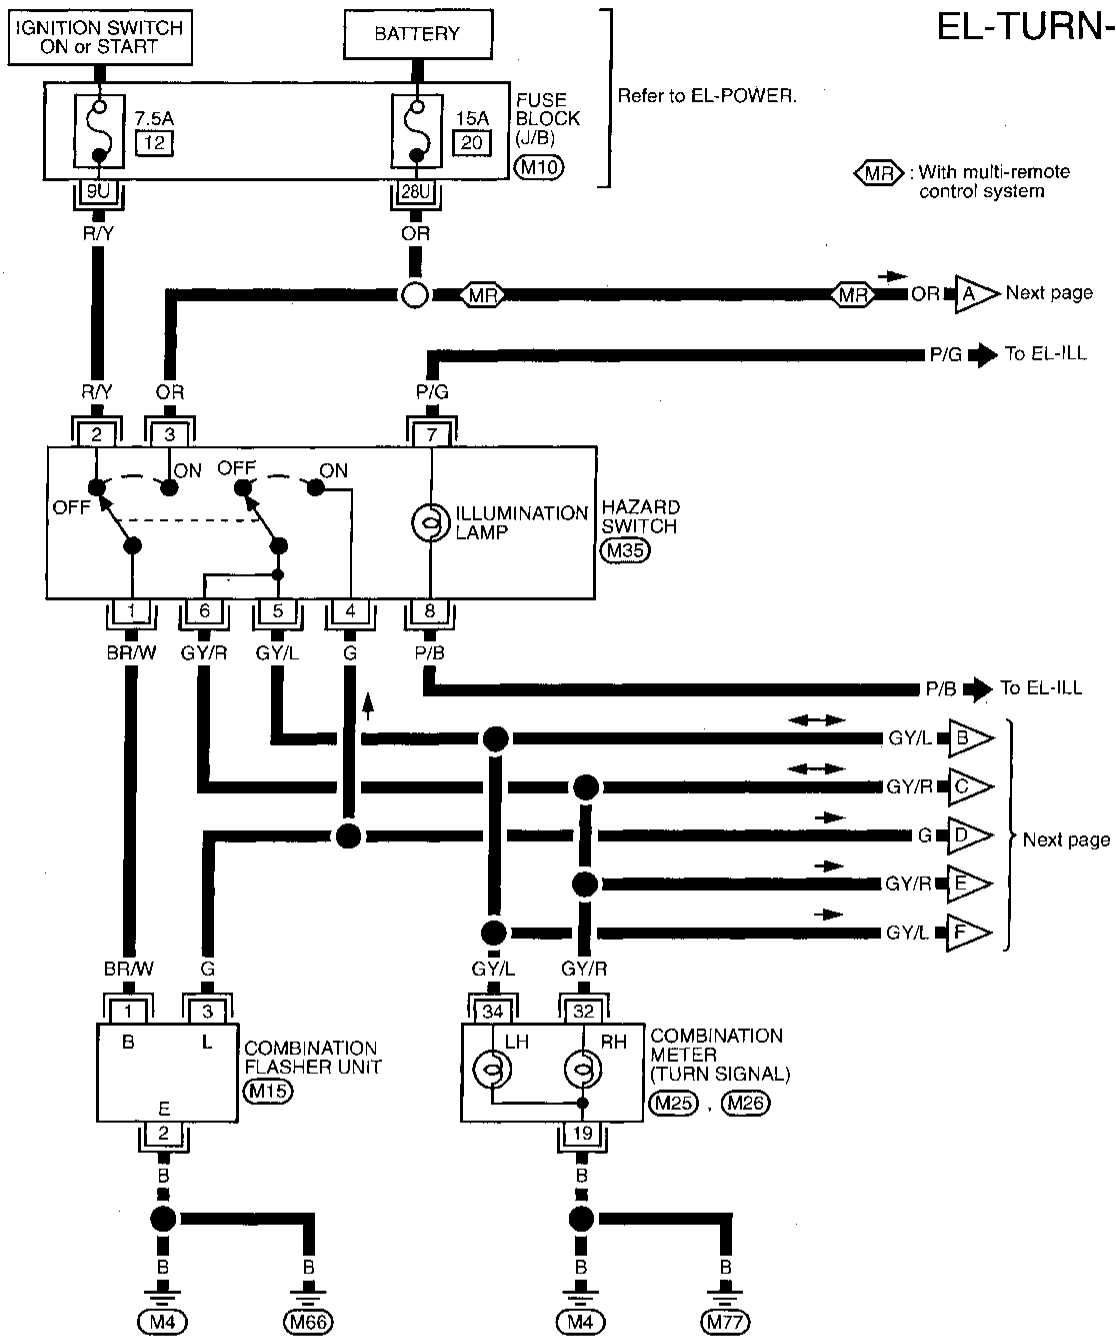 EL-TURN-
IGNITION SWITCH
ON or START
BATTERY
7.5A
12
15A
20
FUSE
BLOCK
(J/B)
M10
Refer to EL-POWER.
MR : With multi-remote
control system
9U
28U
R/Y
OR
MR
MR
OR
A
Next page
P/G
To EL-ILL
R/Y
OR
P/G
2
3
7
OFF
ON
OFF
ON
ILLUMINATION
LAMP
HAZARD
SWITCH
M35
1
6
5
4
8
BR/W
GY/R
GY/L
G
P/B
P/B
To EL-ILL
GY/L
B
GY/R
C
G
D
GY/R
E
GY/L
F
Next page
BR/W
G
GY/L
GY/R
1
3
34
32
B
L
E
COMBINATION
FLASHER UNIT
M15
LH
RH
COMBINATION
METER
(TURN SIGNAL)
M25 , M26
2
19
B
B
B
B
B
B
M4
M66
M4
M77